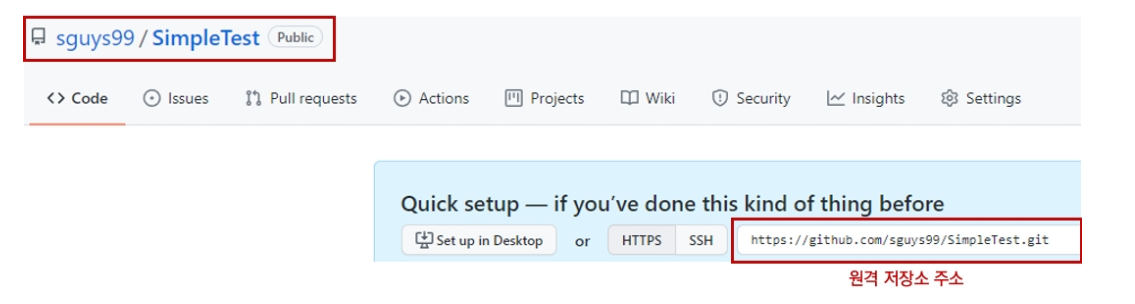 sguys99 / SimpleTest Public
<> Code Issues Pull requests Actions Projects Wiki Security Insights Settings
Quick setup — if you've done this kind of thing before
Set up in Desktop or HTTPS SSH https://github.com/sguys99/SimpleTest.git
원격 저장소 주소